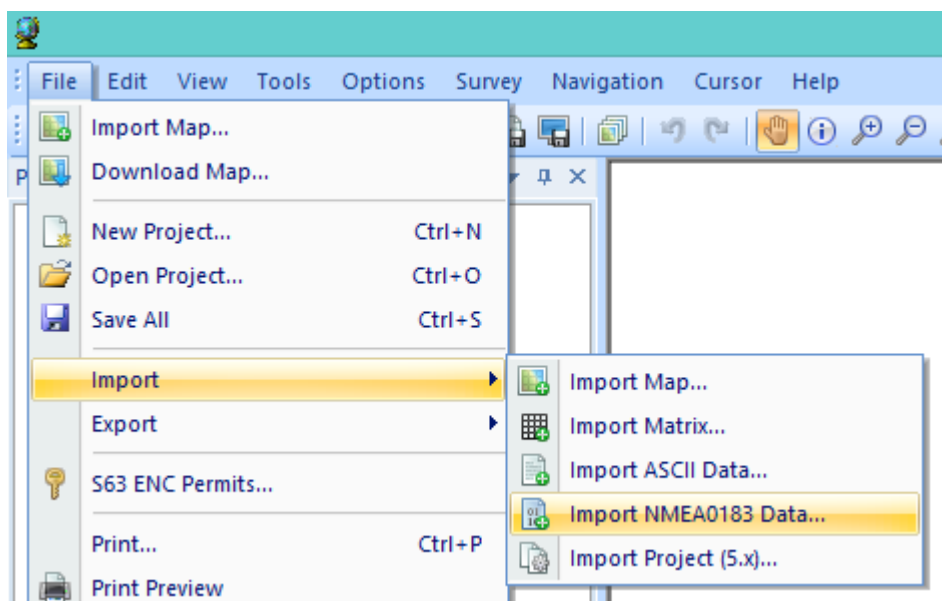 File Edit View Tools Options Survey Navigation Cursor Help
Import Map...
Download Map...
New Project... Ctrl+N
Open Project... Ctrl+O
Save All Ctrl+S
Import
Export
S63 ENC Permits...
Print... Ctrl+P
Print Preview
Import Map...
Import Matrix...
Import ASCII Data...
Import NMEA0183 Data...
Import Project (5.x)...